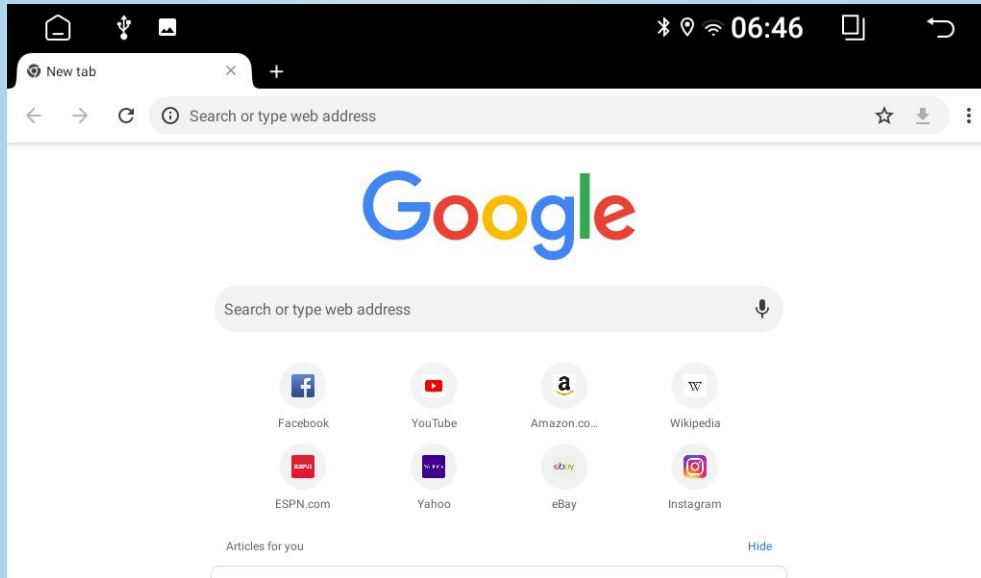 06:46
New tab
Search or type web address
Google
Search or type web address
Facebook YouTube Amazon.co... Wikipedia
ESPN
ESPN.com Yahoo eBay Instagram
Articles for you Hide